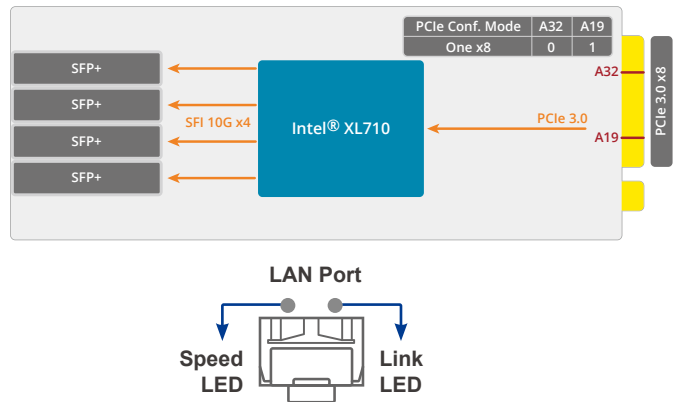 PCIe Conf. Mode A32 A19
One x8 0 1
SFP+
SFP+
SFP+
SFP+
SFI 10G x4
Intel® XL710
PCIe 3.0
A32
A19
PCIe 3.0 x8
LAN Port
Speed LED
Link LED